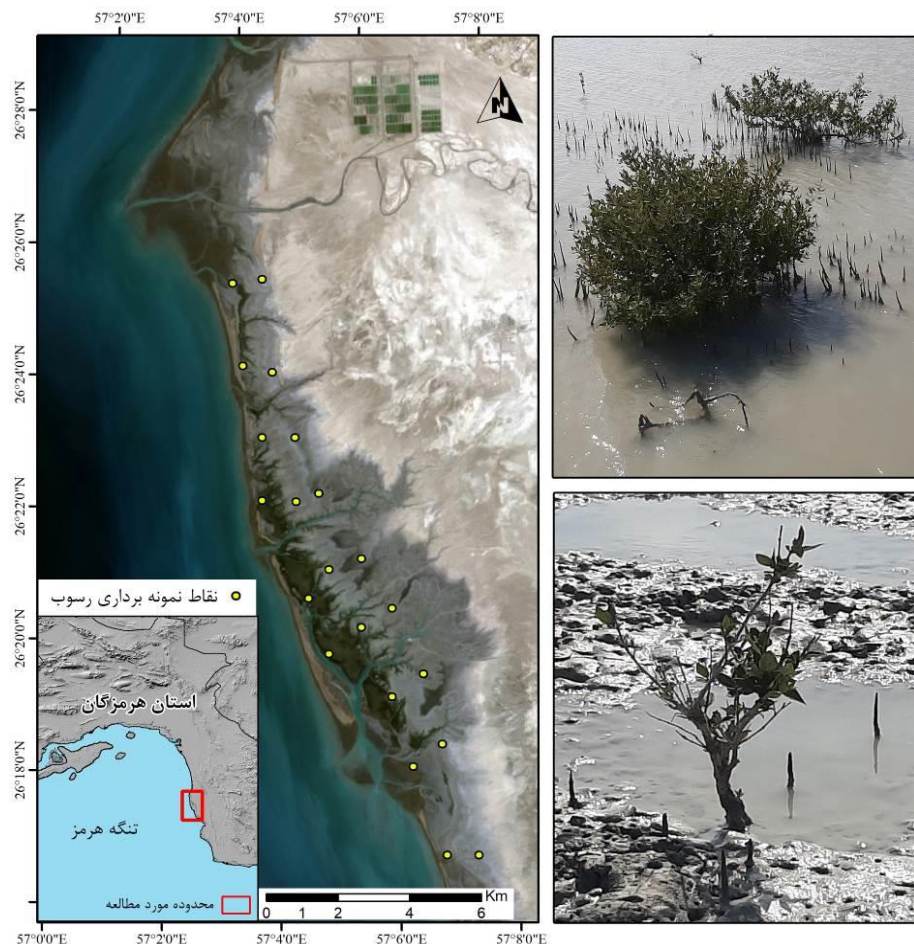 57°2'0"E 57°4'0"E 57°6'0"E 57°8'0"E
26°28'0"N
26°26'0"N
26°24'0"N
26°22'0"N
26°20'0"N
26°18'0"N
N
نقاط نمونه برداری رسوب
استان هرمزگان
تنگه هرمز
محدوده مورد مطالعه
Km
0 1 2 4 6
57°0'0"E 57°2'0"E 57°4'0"E 57°6'0"E 57°8'0"E